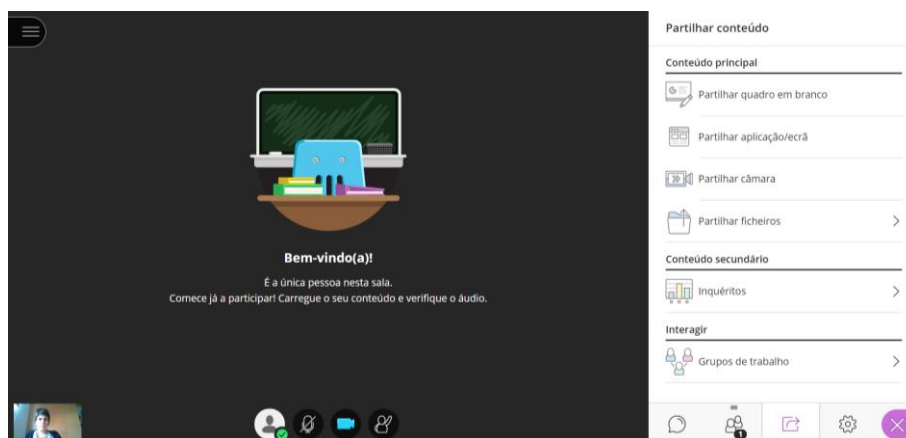 Bem-vindo(a)!
É a única pessoa nesta sala.
Comece já a participar! Carregue o seu conteúdo e verifique o áudio.
Partilhar conteúdo
Conteúdo principal
Partilhar quadro em branco
Partilhar aplicação/ecrã
Partilhar câmara
Partilhar ficheiros
Conteúdo secundário
Inquéritos
Interagir
Grupos de trabalho
1